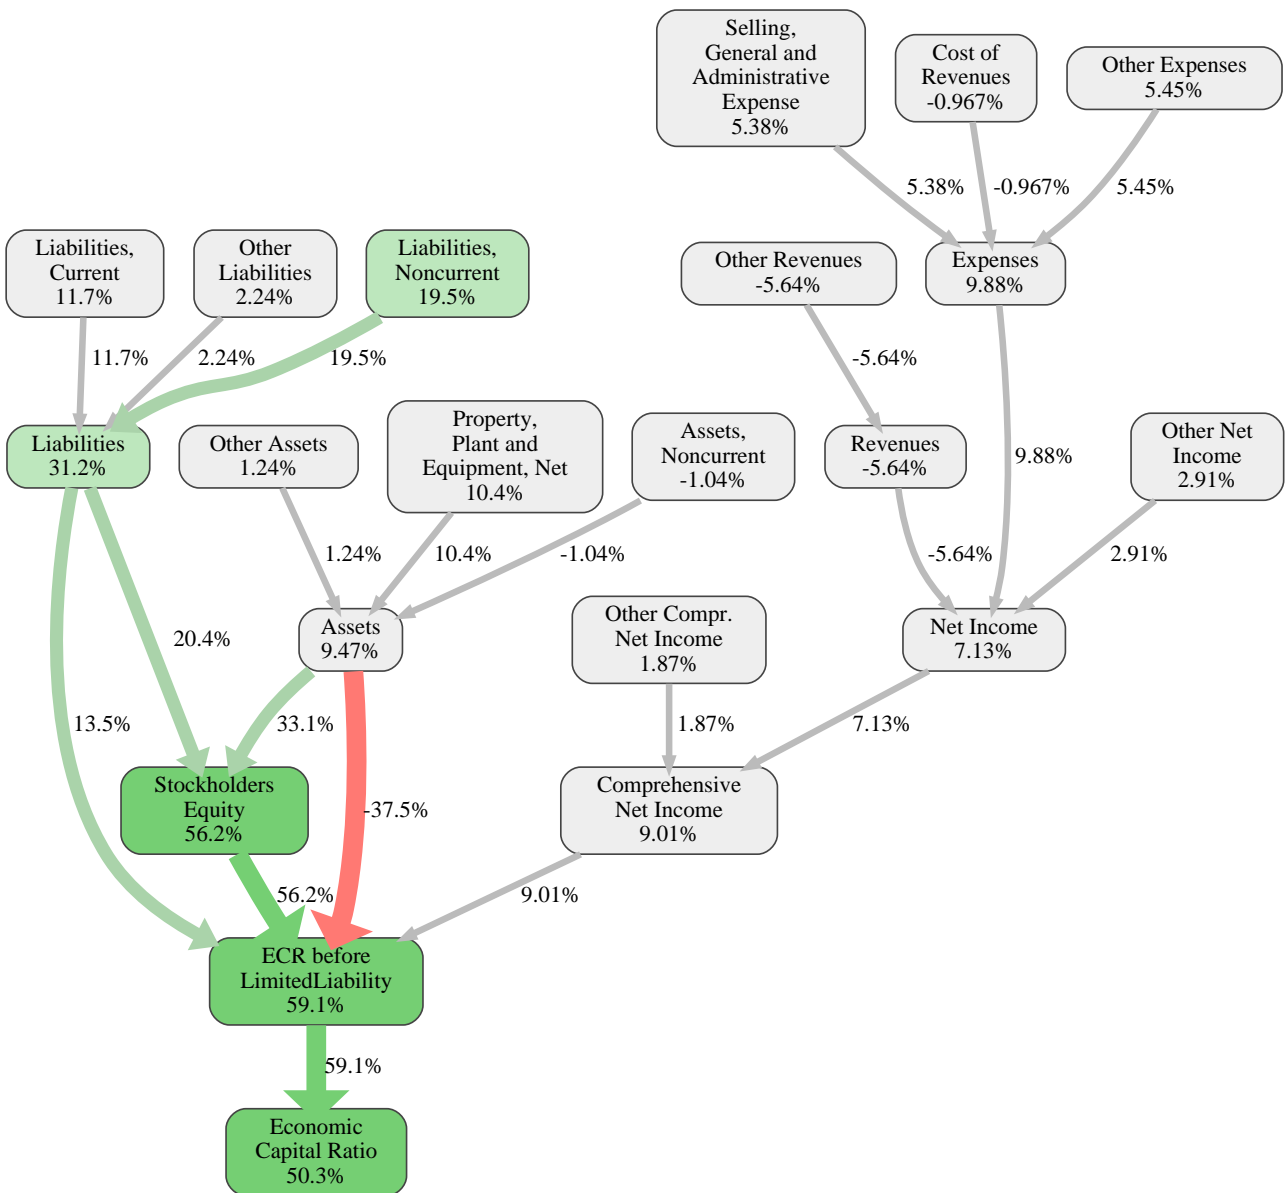 Selling,
General and
Administrative
Expense
5.38%
Cost of
Revenues
-0.967%
Other Expenses
5.45%
5.38%
-0.967%
5.45%
Liabilities,
Current
11.7%
Other
Liabilities
2.24%
Liabilities,
Noncurrent
19.5%
Other Revenues
-5.64%
Expenses
9.88%
11.7%
2.24%
19.5%
-5.64%
Liabilities
31.2%
Other Assets
1.24%
Property,
Plant and
Equipment, Net
10.4%
Assets,
Noncurrent
-1.04%
Revenues
-5.64%
9.88%
Other Net
Income
2.91%
1.24%
10.4%
-1.04%
-5.64%
2.91%
20.4%
Assets
9.47%
Other Compr.
Net Income
1.87%
Net Income
7.13%
13.5%
33.1%
1.87%
7.13%
Stockholders
Equity
56.2%
-37.5%
Comprehensive
Net Income
9.01%
56.2%
9.01%
ECR before
LimitedLiability
59.1%
59.1%
Economic
Capital Ratio
50.3%